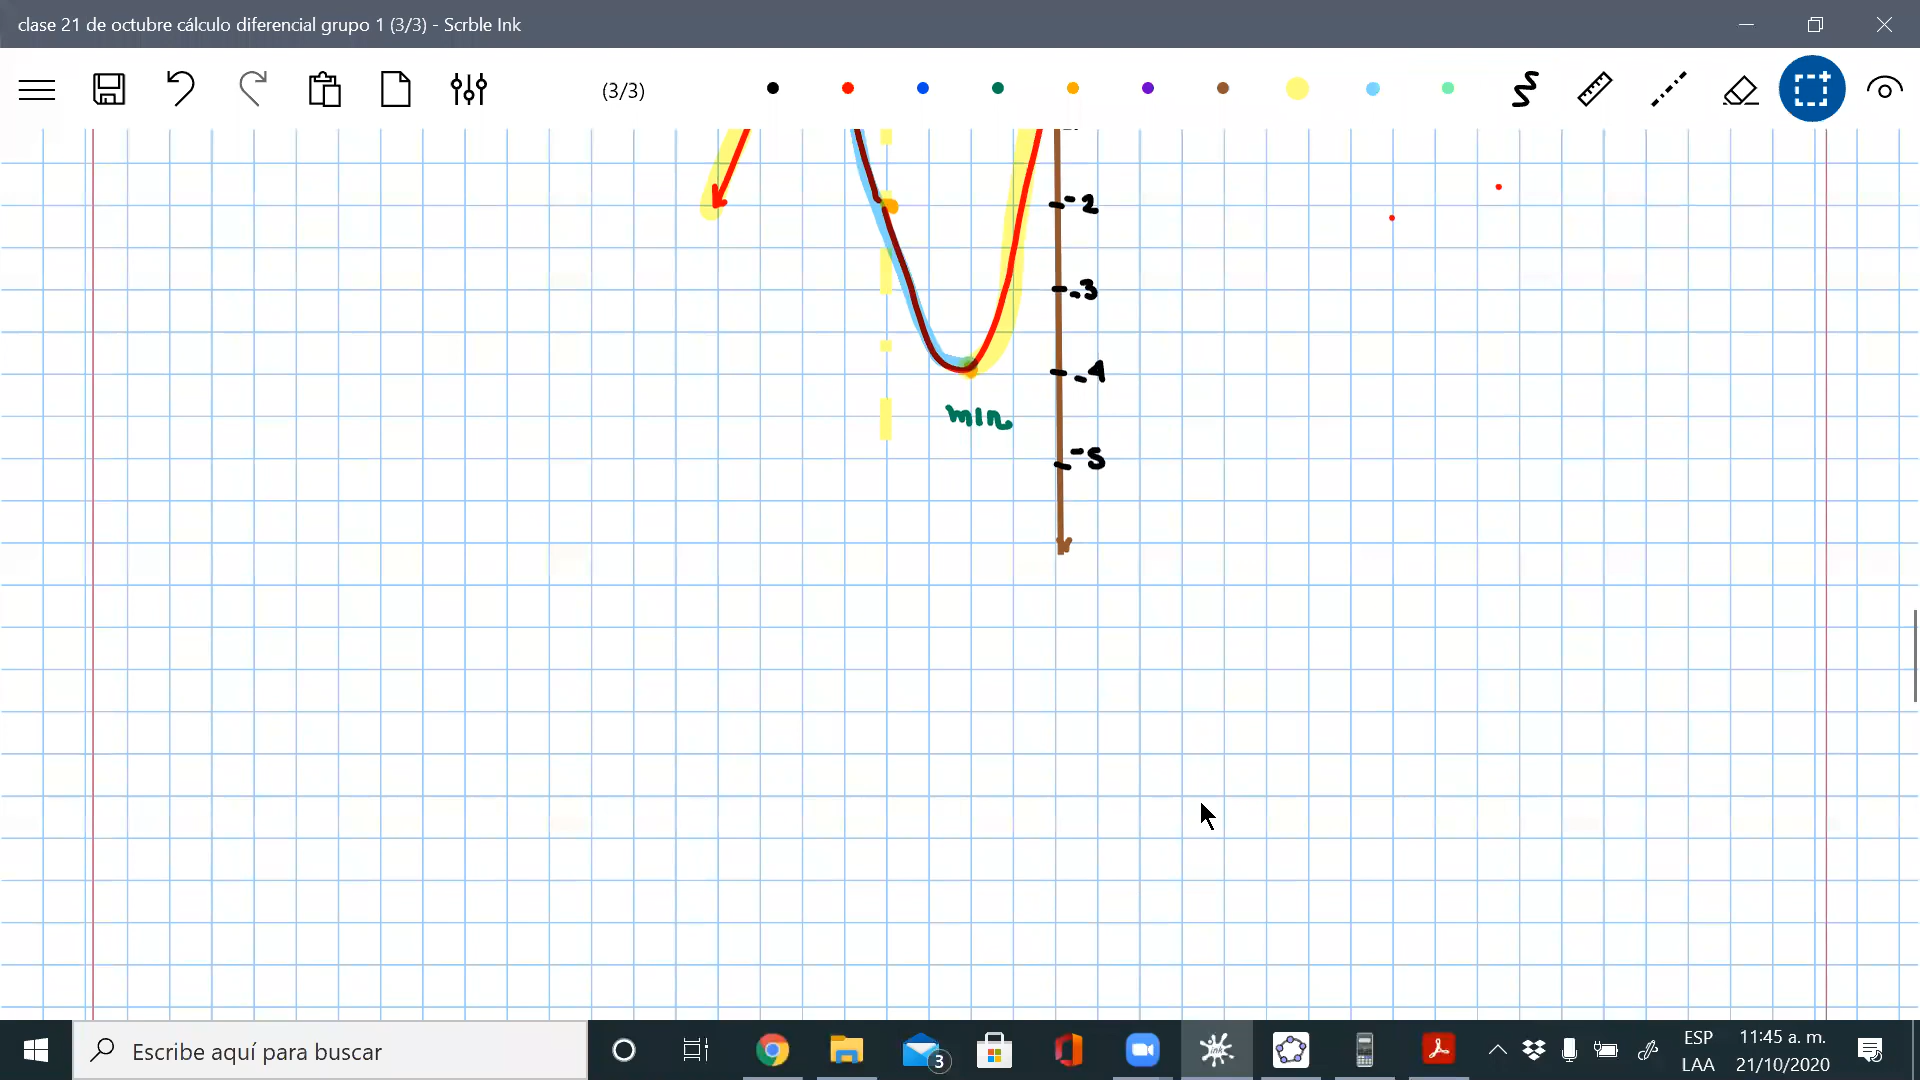 clase 21 de octubre cálculo diferencial grupo 1 (3/3) - Scrble Ink
(3/3)
-2
-3
-4
min
-5
Escribe aquí para buscar
3
ESP
LAA
11:45 a. m.
21/10/2020